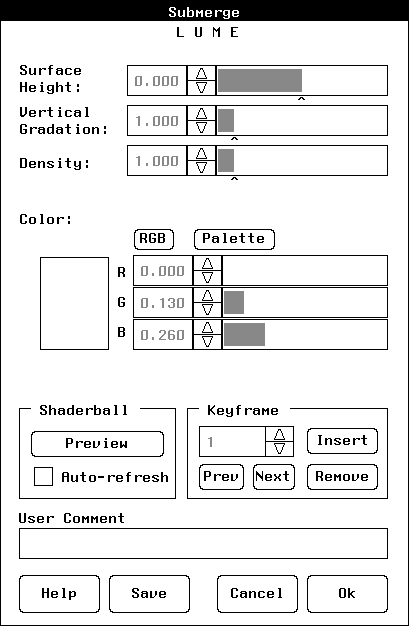 Submerge
L U M E
Surface
Height:
0.000
Vertical
Gradation:
1.000
Density:
1.000
Color:
RGB
Palette
R
0.000
G
0.130
B
0.260
Shaderball
Preview
Auto-refresh
Keyframe
1
Insert
Prev
Next
Remove
User Comment
Help
Save
Cancel
Ok